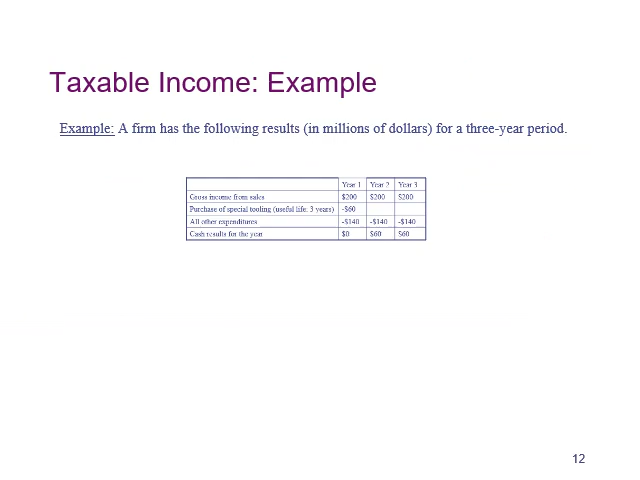 Taxable Income: Example
Example: A firm has the following results (in millions of dollars) for a three-year period.
Year 1 Year 2 Year 3
Gross income from sales $200 $200 $200
Purchase of special tooling (useful life: 3 years) -$60
All other expenditures -$140 -$140 -$140
Cash results for the year $0 $60 $60
12